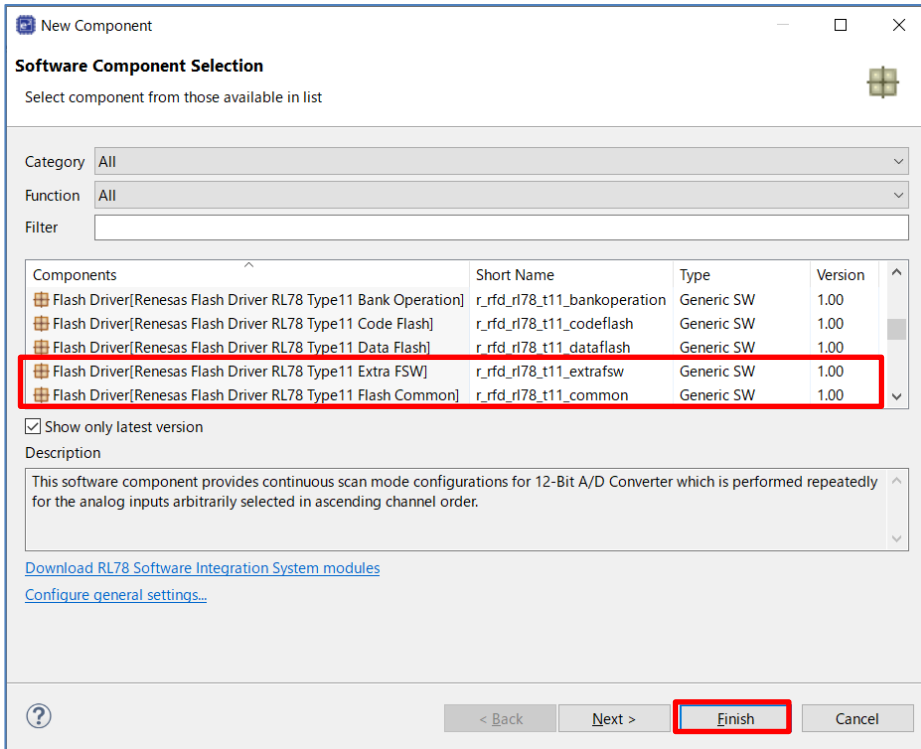 New Component
Software Component Selection
Select component from those available in list
Category All
Function All
Filter
Components Short Name Type Version
Flash Driver[Renesas Flash Driver RL78 Type11 Bank Operation] r_rfd_rl78_t11_bankoperation Generic SW 1.00
Flash Driver[Renesas Flash Driver RL78 Type11 Code Flash] r_rfd_rl78_t11_codeflash Generic SW 1.00
Flash Driver[Renesas Flash Driver RL78 Type11 Data Flash] r_rfd_rl78_t11_dataflash Generic SW 1.00
Flash Driver[Renesas Flash Driver RL78 Type11 Extra FSW] r_rfd_rl78_t11_extrafsw Generic SW 1.00
Flash Driver[Renesas Flash Driver RL78 Type11 Flash Common] r_rfd_rl78_t11_common Generic SW 1.00
Show only latest version
Description
This software component provides continuous scan mode configurations for 12-Bit A/D Converter which is performed repeatedly
for the analog inputs arbitrarily selected in ascending channel order.
Download RL78 Software Integration System modules
Configure general settings...
? < Back Next > Finish Cancel